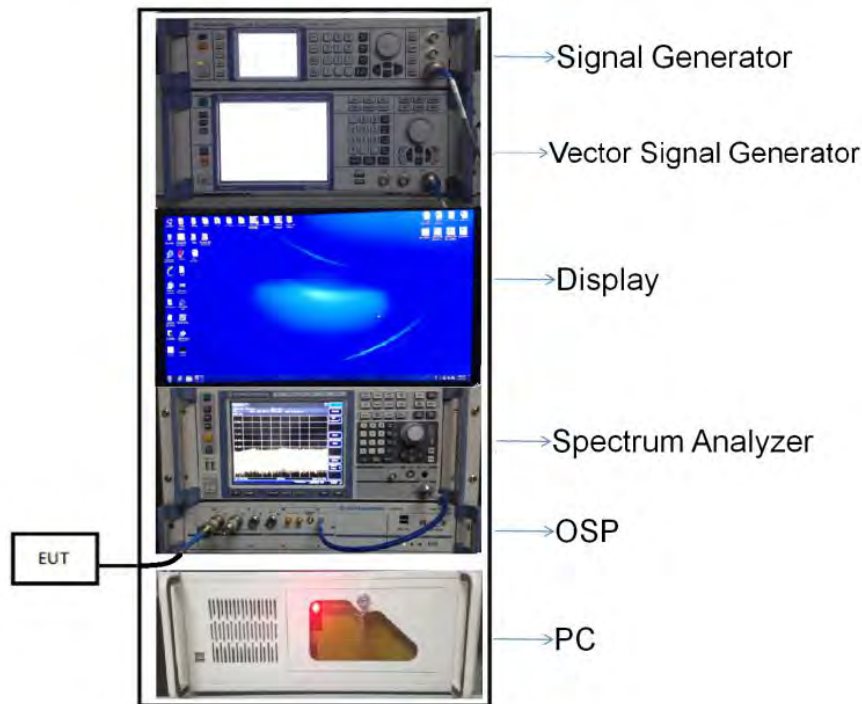 Signal Generator
Vector Signal Generator
Display
Spectrum Analyzer
OSP
EUT
PC